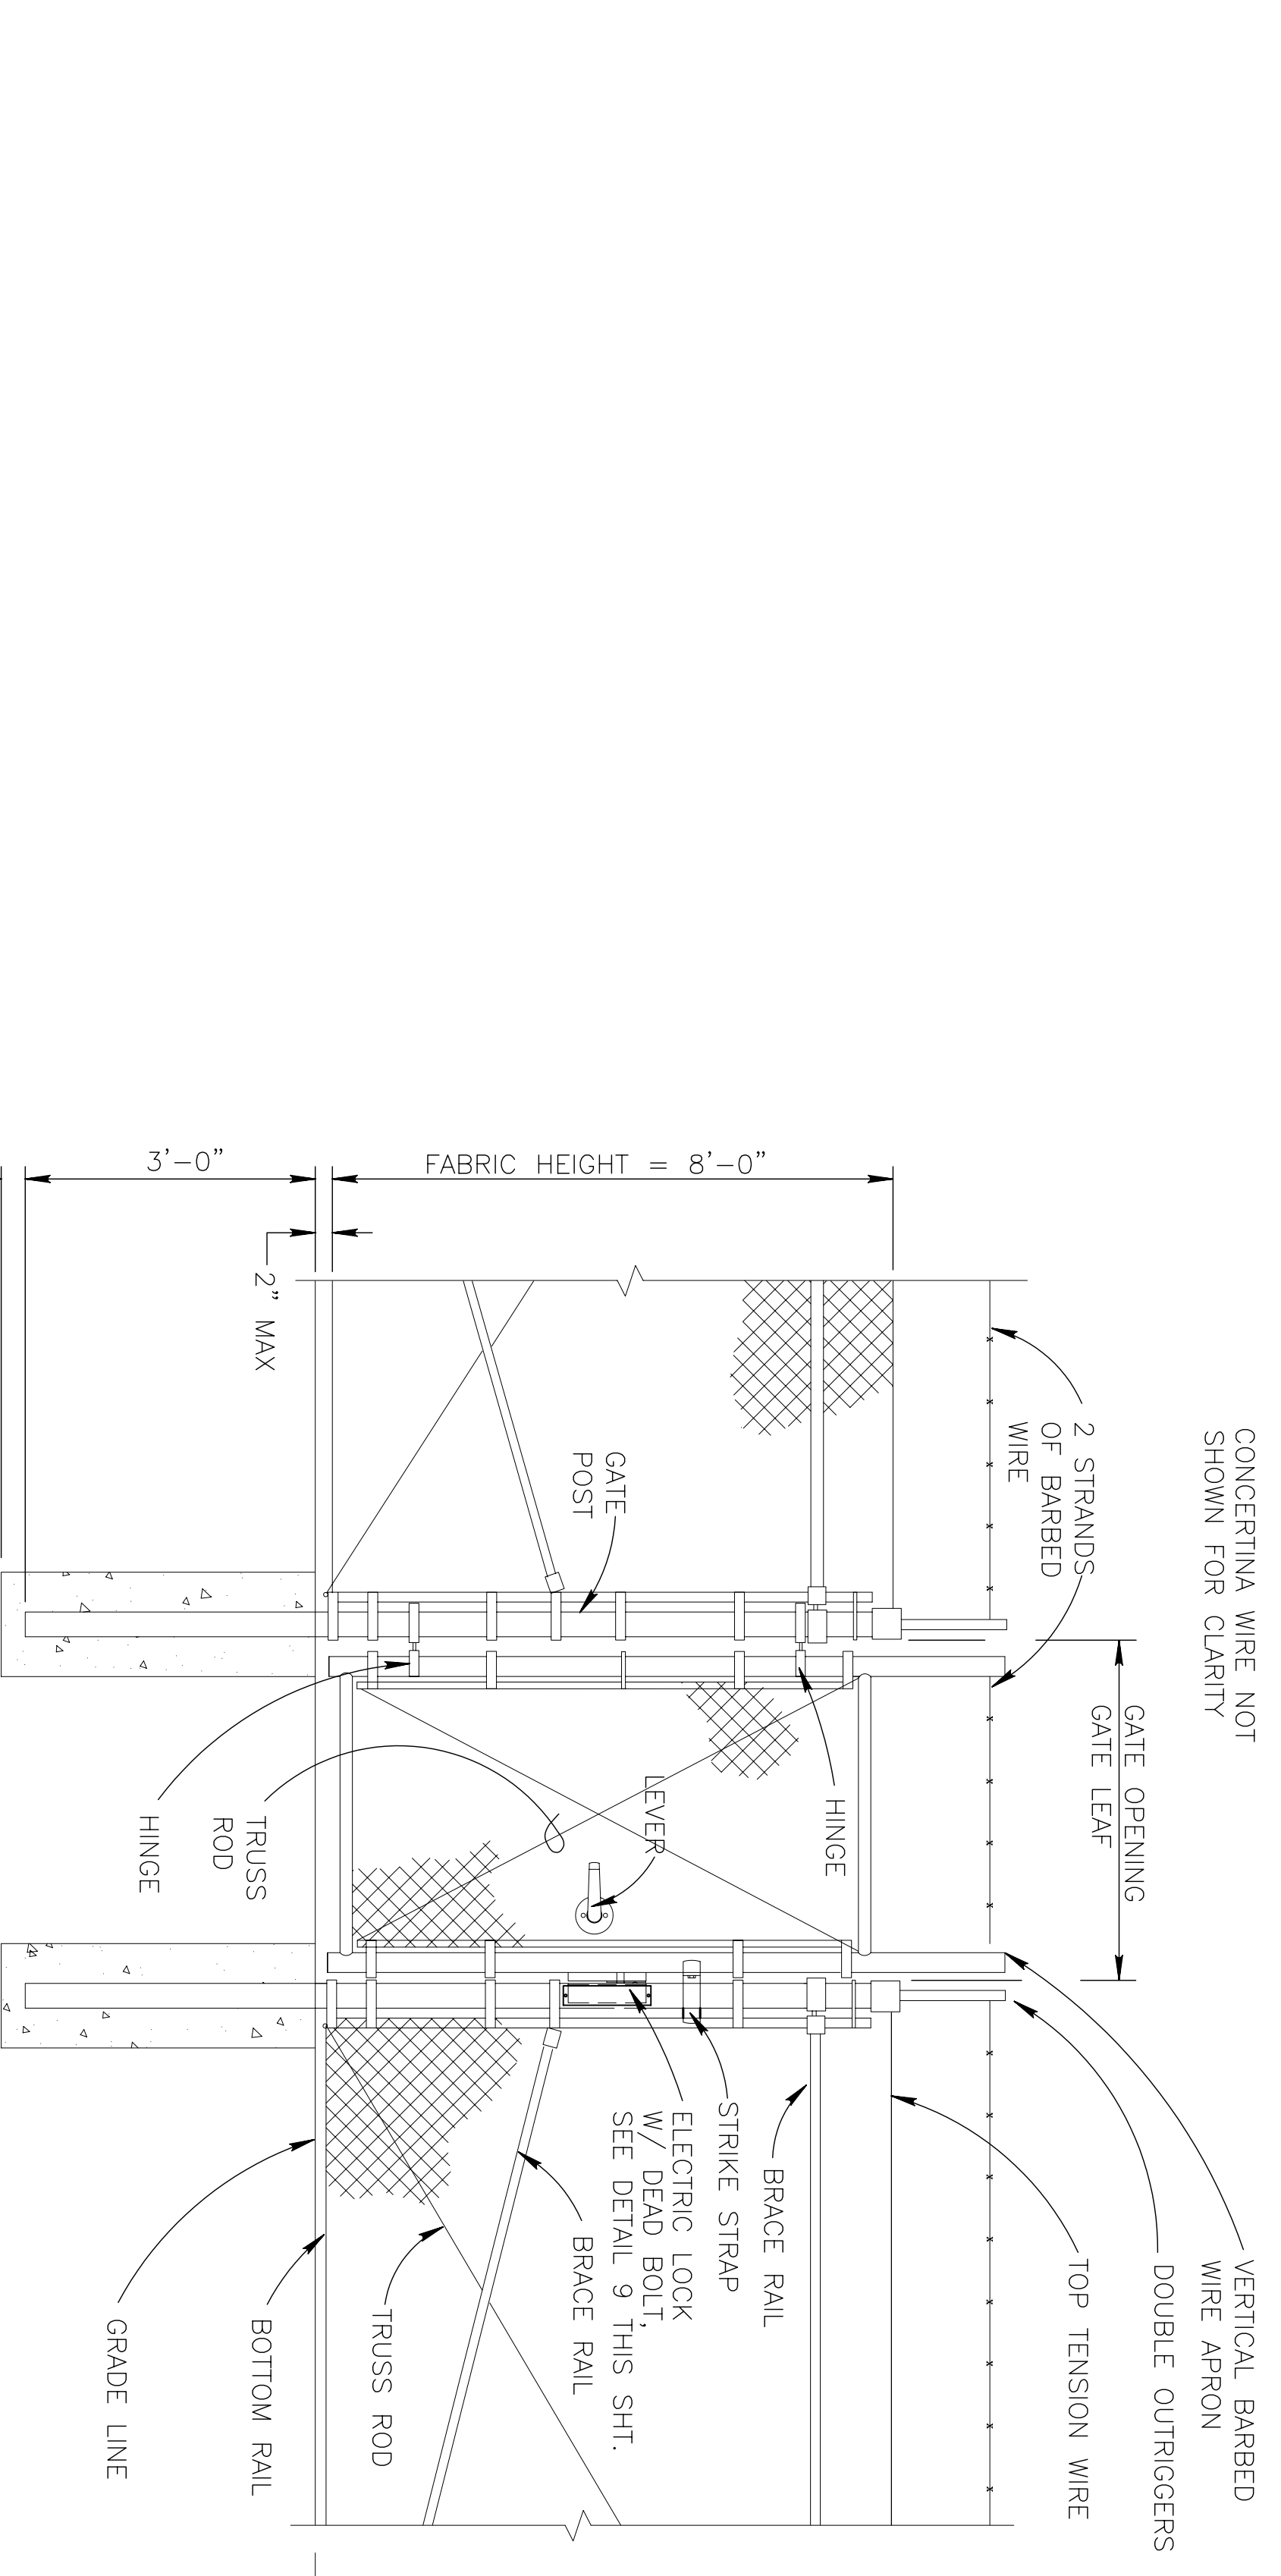 CONCERTINA WIRE NOT
SHOWN FOR CLARITY
2 STRANDS
OF BARBED
WIRE
GATE OPENING
GATE LEAF
VERTICAL BARBED
WIRE APRON
DOUBLE OUTRIGGERS
TOP TENSION WIRE
FABRIC HEIGHT = 8'-0"
3'-0"
2" MAX
GATE
POST
HINGE
LEVER
TRUSS
ROD
HINGE
BRACE RAIL
STRIKE STRAP
ELECTRIC LOCK
W/ DEAD BOLT,
SEE DETAIL 9 THIS SHT.
BRACE RAIL
TRUSS ROD
BOTTOM RAIL
GRADE LINE